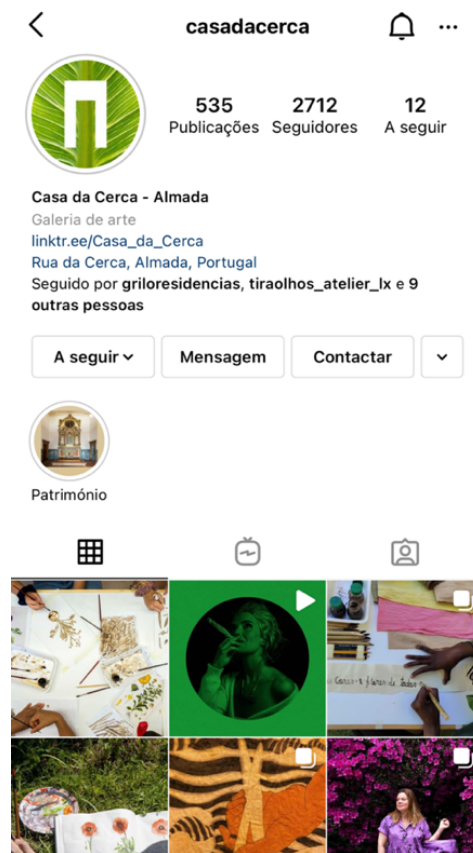 casadacerca
535 2712 12
Publicações Seguidores A seguir
Casa da Cerca - Almada
Galeria de arte
linktr.ee/Casa_da_Cerca
Rua da Cerca, Almada, Portugal
Seguido por griloresidencias, tiraolhos_atelier_lx e 9
outras pessoas
A seguir Mensagem Contactar
Património